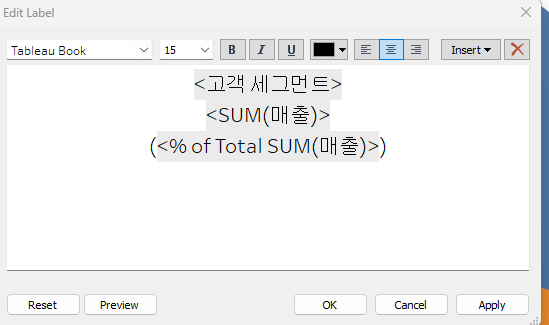 Edit Label
Tableau Book 15 B I U Insert
<고객 세그먼트>
<SUM(매출)>
(<% of Total SUM(매출)>)
Reset Preview OK Cancel Apply